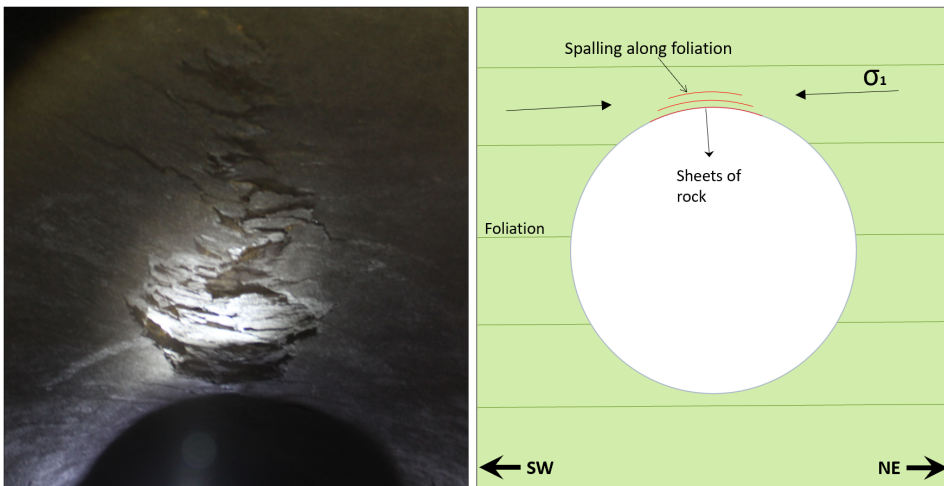 Spalling along foliation
σ₁
Sheets of
rock
Foliation
SW
NE